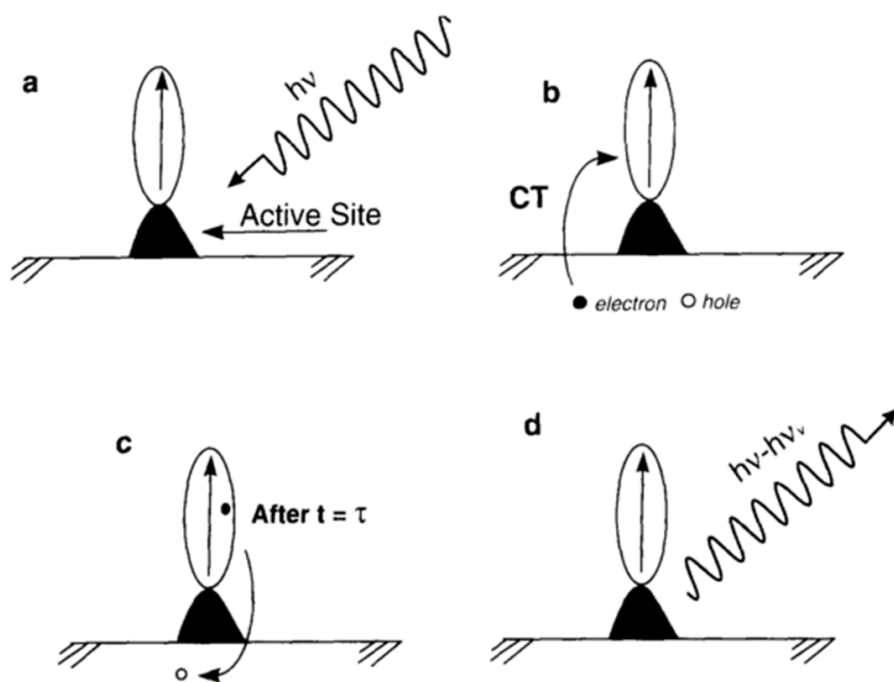 a
hν
Active Site
b
CT
electron hole
c
After t = τ
d
hν-hνᵥ